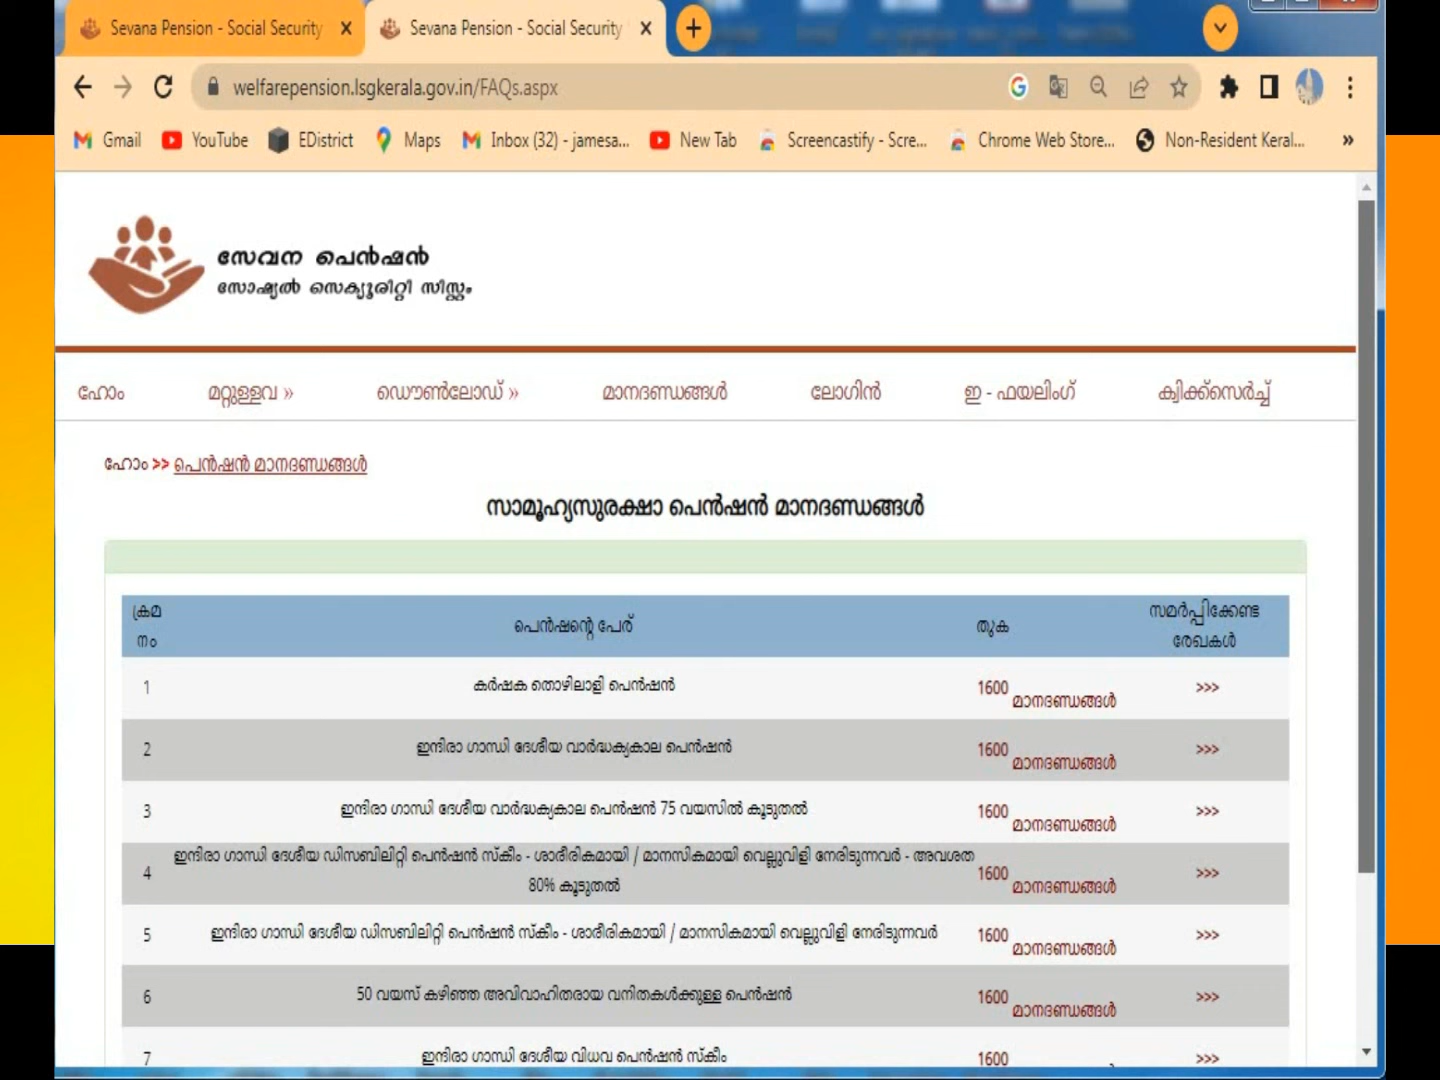 Sevana Pension - Social Security
Sevana Pension - Social Security
welfarepension.lsgkerala.gov.in/FAQs.aspx
Gmail YouTube EDistrict Maps Inbox (32) - jamesa... New Tab Screencastify - Scre... Chrome Web Store... Non-Resident Keral... »
സേവന പെൻഷൻ
സോഷ്യൽ സെക്യൂരിറ്റി സിസ്റ്റം
ഹോം മറ്റുള്ളവ » ഡൌൺലോഡ് » മാനദണ്ഡങ്ങൾ ലോഗിൻ ഇ - ഫയലിംഗ് ക്വിക്ക്സെർച്ച്
ഹോം >> പെൻഷൻ മാനദണ്ഡങ്ങൾ
സാമൂഹ്യസുരക്ഷാ പെൻഷൻ മാനദണ്ഡങ്ങൾ
ക്രമ നം പെൻഷന്റെ പേര് തുക സമർപ്പിക്കേണ്ട രേഖകൾ
1 കർഷക തൊഴിലാളി പെൻഷൻ 1600 മാനദണ്ഡങ്ങൾ >>>
2 ഇന്ദിരാ ഗാന്ധി ദേശീയ വാർദ്ധക്യകാല പെൻഷൻ 1600 മാനദണ്ഡങ്ങൾ >>>
3 ഇന്ദിരാ ഗാന്ധി ദേശീയ വാർദ്ധക്യകാല പെൻഷൻ 75 വയസിൽ കൂടുതൽ 1600 മാനദണ്ഡങ്ങൾ >>>
4 ഇന്ദിരാ ഗാന്ധി ദേശീയ ഡിസബിലിറ്റി പെൻഷൻ സ്കീം - ശാരീരികമായി / മാനസികമായി വെല്ലുവിളി നേരിടുന്നവർ - അവശത
80% കൂടുതൽ 1600 മാനദണ്ഡങ്ങൾ >>>
5 ഇന്ദിരാ ഗാന്ധി ദേശീയ ഡിസബിലിറ്റി പെൻഷൻ സ്കീം - ശാരീരികമായി / മാനസികമായി വെല്ലുവിളി നേരിടുന്നവർ 1600 മാനദണ്ഡങ്ങൾ >>>
6 50 വയസ് കഴിഞ്ഞ അവിവാഹിതരായ വനിതകൾക്കുള്ള പെൻഷൻ 1600 മാനദണ്ഡങ്ങൾ >>>
7 ഇന്ദിരാ ഗാന്ധി ദേശീയ വിധവ പെൻഷൻ സ്കീം 1600 >>>